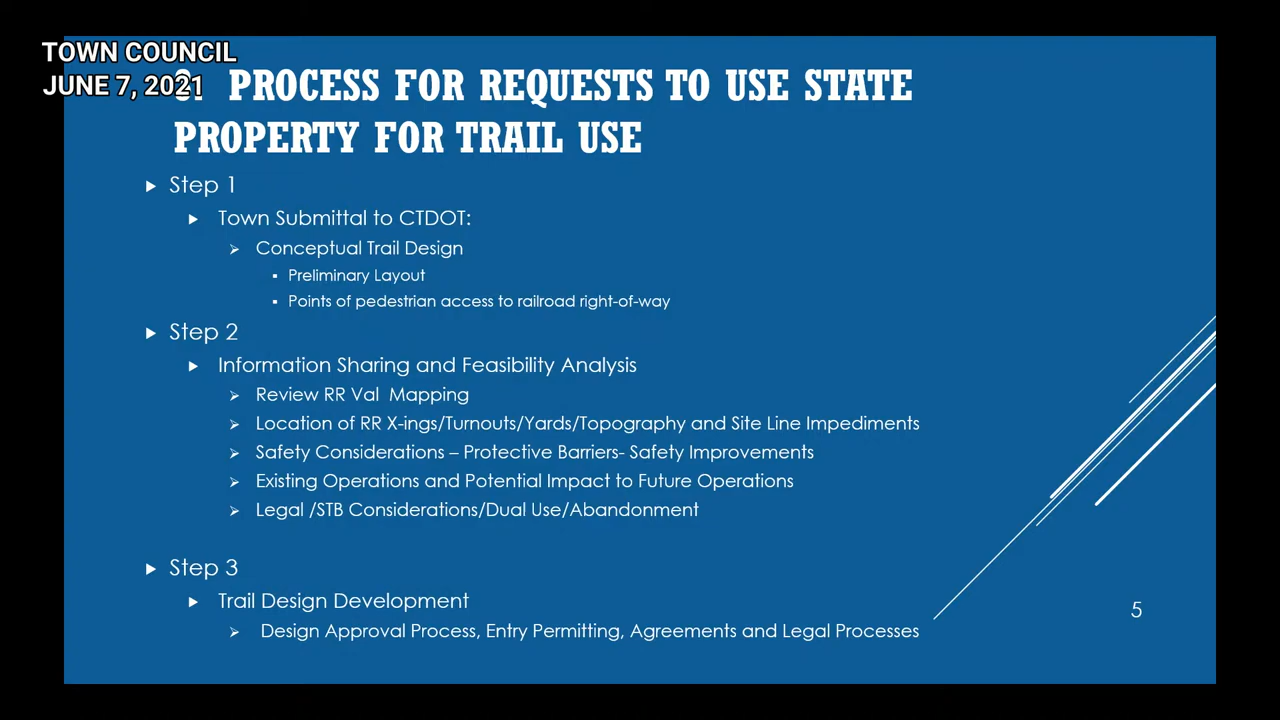 TOWN COUNCIL
JUNE 7, 2021
PROCESS FOR REQUESTS TO USE STATE
PROPERTY FOR TRAIL USE
Step 1
Town Submittal to CTDOT:
Conceptual Trail Design
Preliminary Layout
Points of pedestrian access to railroad right-of-way
Step 2
Information Sharing and Feasibility Analysis
Review RR Val Mapping
Location of RR X-ings/Turnouts/Yards/Topography and Site Line Impediments
Safety Considerations – Protective Barriers- Safety Improvements
Existing Operations and Potential Impact to Future Operations
Legal /STB Considerations/Dual Use/Abandonment
Step 3
Trail Design Development
Design Approval Process, Entry Permitting, Agreements and Legal Processes
5